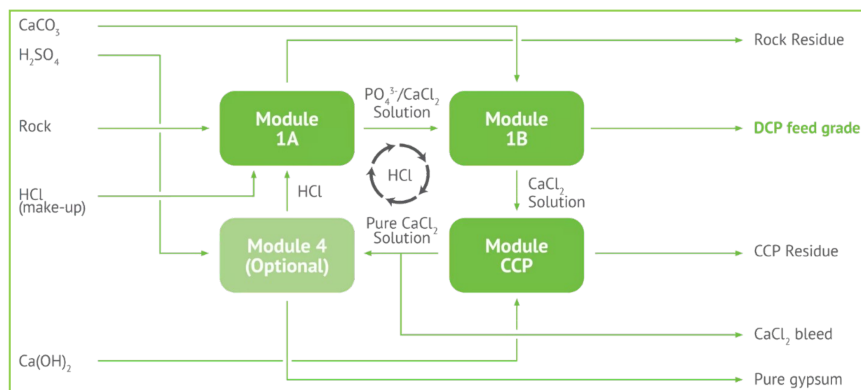 CaCO₃
H₂SO₄
Rock
HCl
(make-up)
Ca(OH)₂
Module
1A
PO₄³⁻/CaCl₂
Solution
Module
1B
HCl
HCl
CaCl₂
Solution
Module 4
(Optional)
Pure CaCl₂
Solution
Module
CCP
Rock Residue
DCP feed grade
CCP Residue
CaCl₂ bleed
Pure gypsum